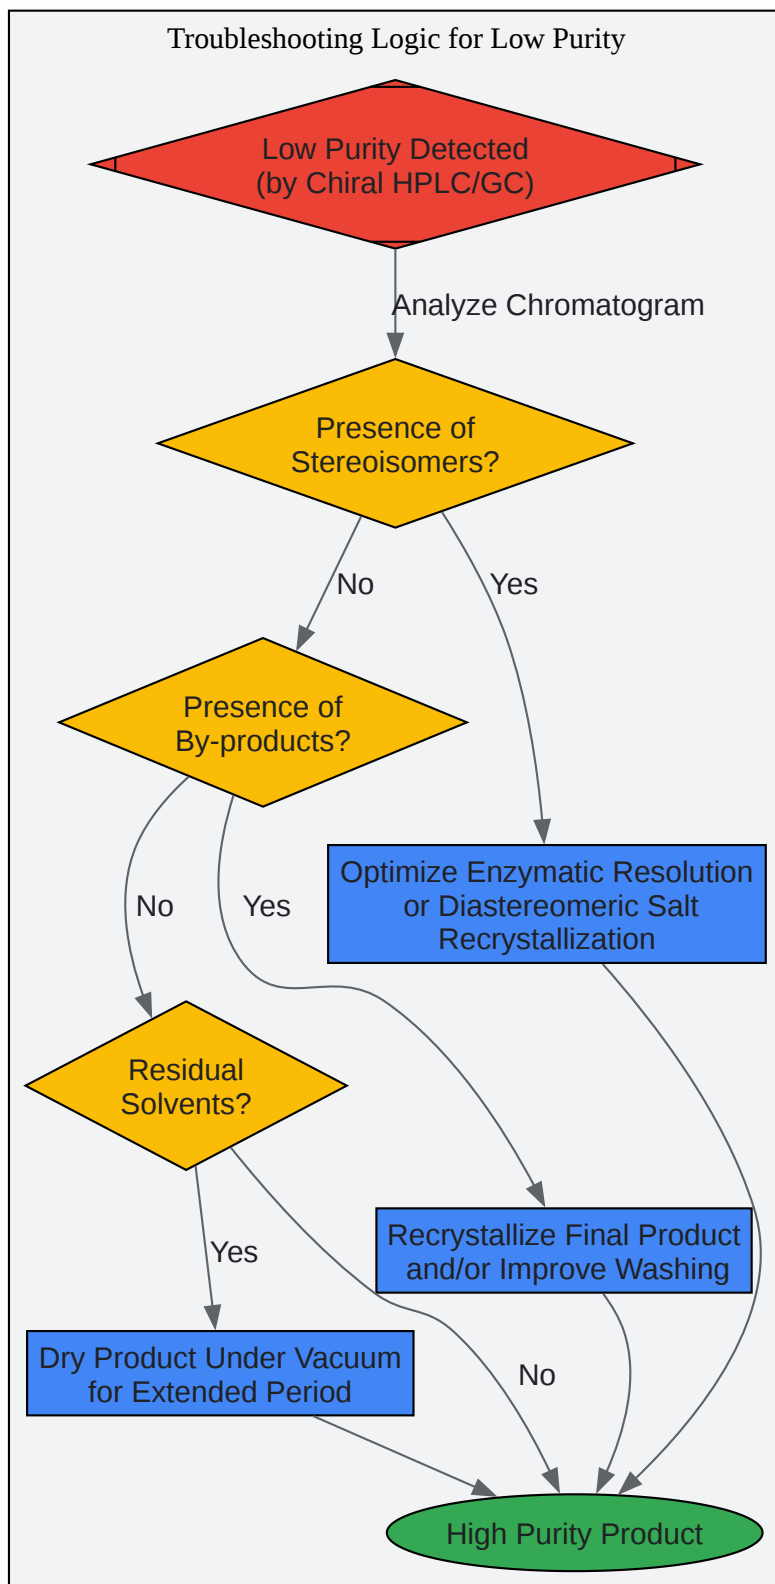 Troubleshooting Logic for Low Purity
Low Purity Detected
(by Chiral HPLC/GC)
Analyze Chromatogram
Presence of
Stereoisomers?
No
Yes
Presence of
By-products?
Optimize Enzymatic Resolution
or Diastereomeric Salt
Recrystallization
No
Yes
Residual
Solvents?
Recrystallize Final Product
and/or Improve Washing
Yes
Dry Product Under Vacuum
for Extended Period
No
High Purity Product